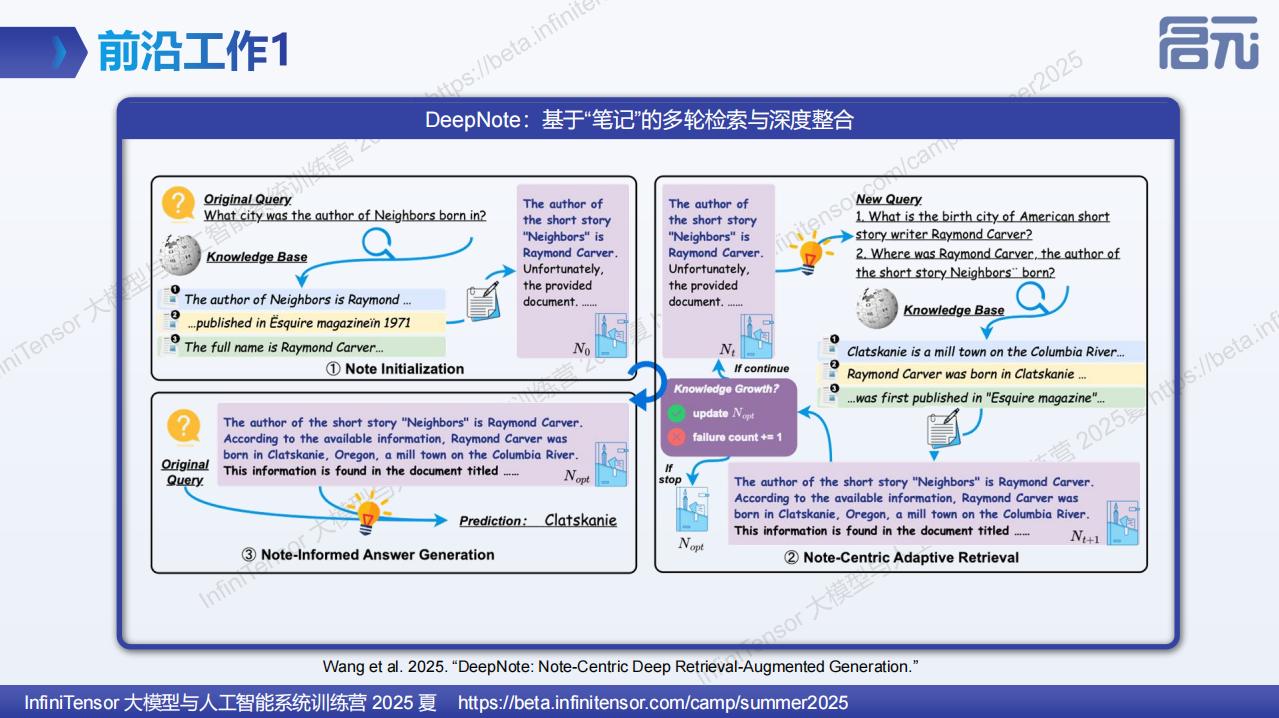 前沿工作1
启元
DeepNote：基于“笔记”的多轮检索与深度整合
Original Query
What city was the author of Neighbors born in?
Knowledge Base
1
The author of Neighbors is Raymond ...
2
...published in Ësquire magazineïn 1971
3
The full name is Raymond Carver...
The author of
the short story
"Neighbors" is
Raymond Carver.
Unfortunately,
the provided
document. ......
N0
① Note Initialization
The author of
the short story
"Neighbors" is
Raymond Carver.
Unfortunately,
the provided
document. ......
Nt
New Query
1. What is the birth city of American short
story writer Raymond Carver?
2. Where was Raymond Carver, the author of
the short story Neighbors¨ born?
Knowledge Base
1
Clatskanie is a mill town on the Columbia River...
2
Raymond Carver was born in Clatskanie ...
3
...was first published in "Esquire magazine"...
If continue
Knowledge Growth?
update Nopt
failure count += 1
If
stop
Nopt
The author of the short story "Neighbors" is Raymond Carver.
According to the available information, Raymond Carver was
born in Clatskanie, Oregon, a mill town on the Columbia River.
This information is found in the document titled ......
Nt+1
② Note-Centric Adaptive Retrieval
Original
Query
The author of the short story "Neighbors" is Raymond Carver.
According to the available information, Raymond Carver was
born in Clatskanie, Oregon, a mill town on the Columbia River.
This information is found in the document titled ......
Nopt
Prediction: Clatskanie
③ Note-Informed Answer Generation
Wang et al. 2025. “DeepNote: Note-Centric Deep Retrieval-Augmented Generation.”
InfiniTensor 大模型与人工智能系统训练营 2025 夏 https://beta.infinitensor.com/camp/summer2025